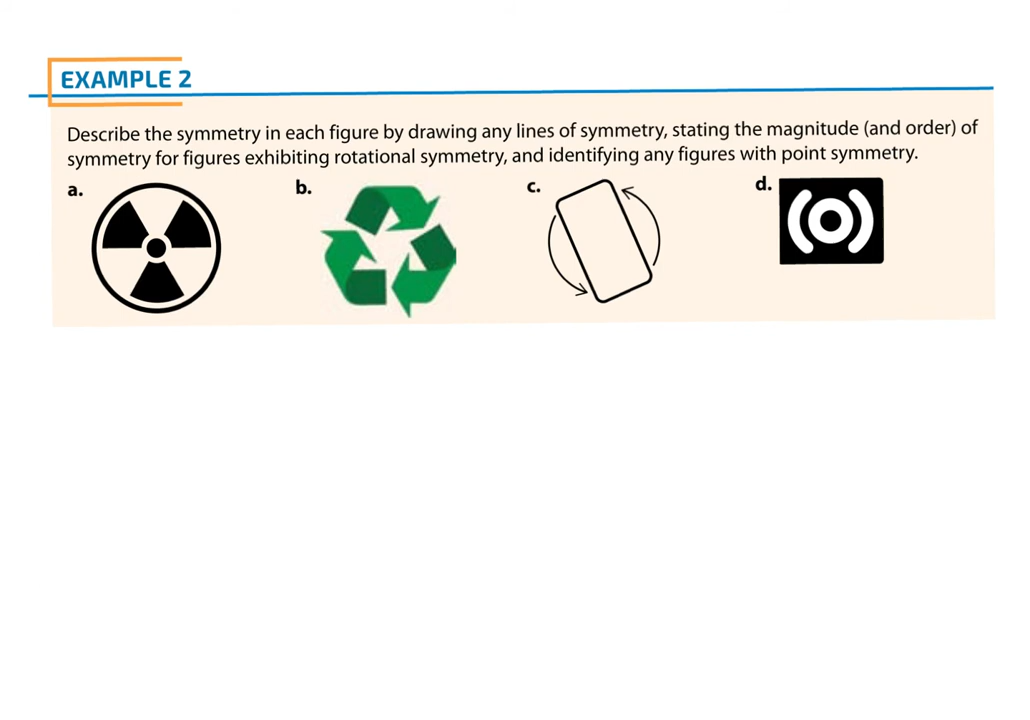 EXAMPLE 2
Describe the symmetry in each figure by drawing any lines of symmetry, stating the magnitude (and order) of
symmetry for figures exhibiting rotational symmetry, and identifying any figures with point symmetry.
a. b. c. d.